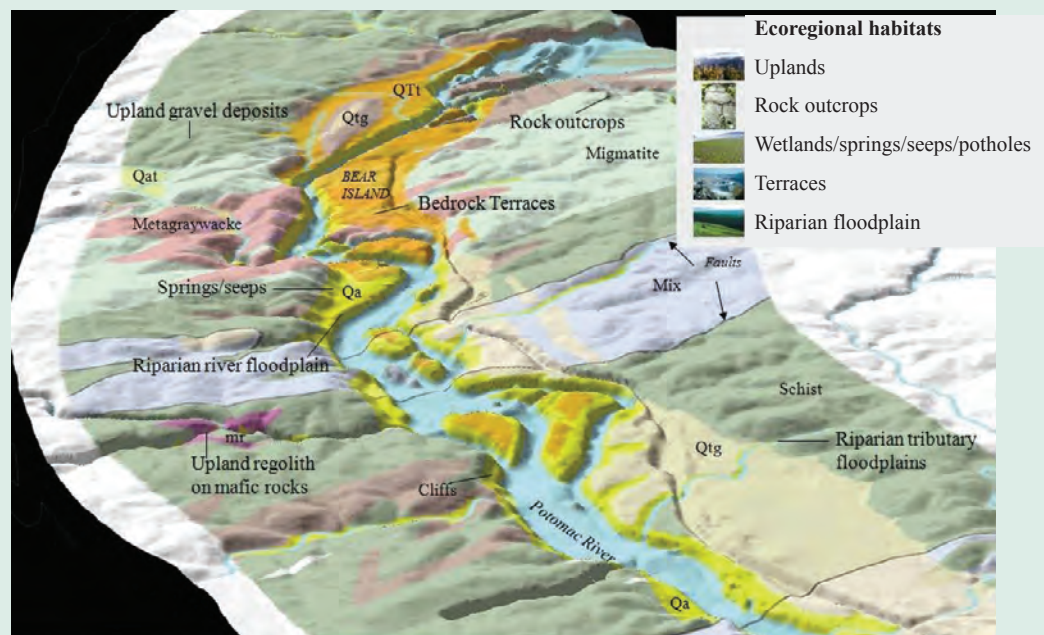 Ecoregional habitats
Uplands
Rock outcrops
Wetlands/springs/seeps/potholes
Terraces
Riparian floodplain
QTt
Upland gravel deposits
Qtg
Rock outcrops
Migmatite
Qat
BEAR
ISLAND
Bedrock Terraces
Metagraywacke
Faults
Springs/seeps
Qa
Mix
Riparian river floodplain
Schist
mr
Upland regolith
on mafic rocks
Qtg
Riparian tributary
floodplains
Cliffs
Potomac River
Qa